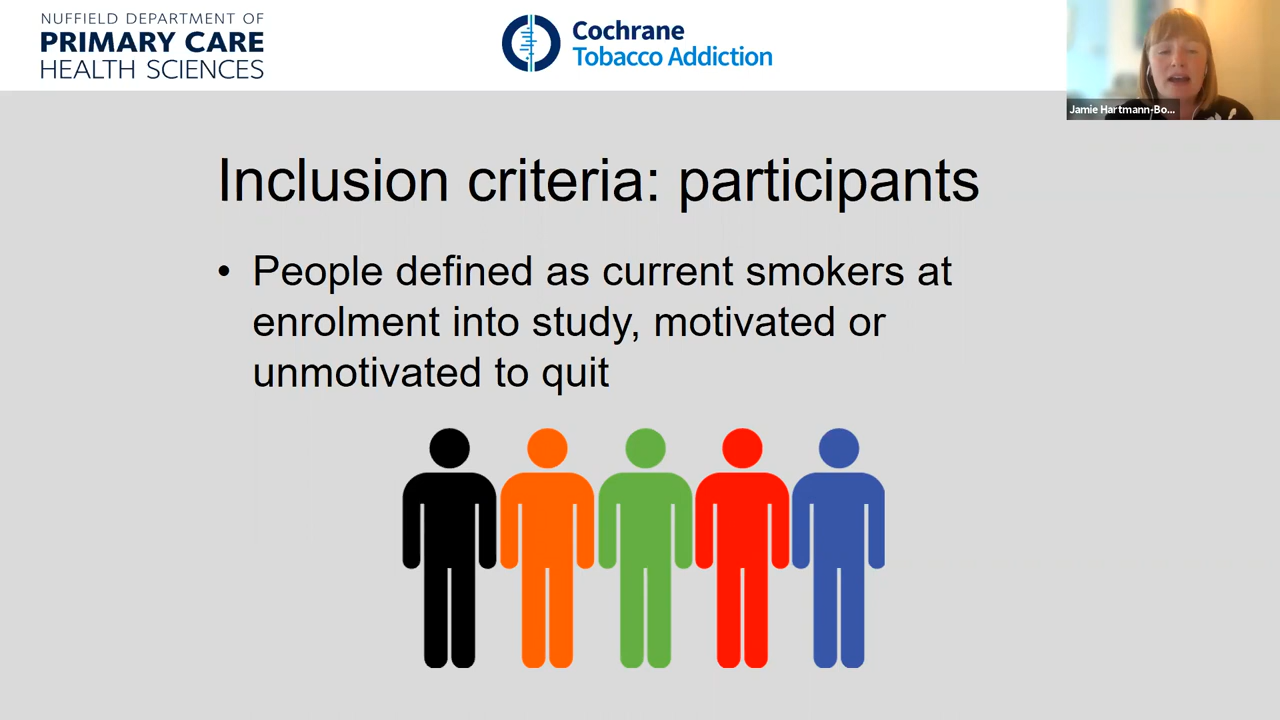 NUFFIELD DEPARTMENT OF
PRIMARY CARE
HEALTH SCIENCES
Cochrane
Tobacco Addiction
Jamie Hartmann-Bo...
Inclusion criteria: participants
• People defined as current smokers at
enrolment into study, motivated or
unmotivated to quit